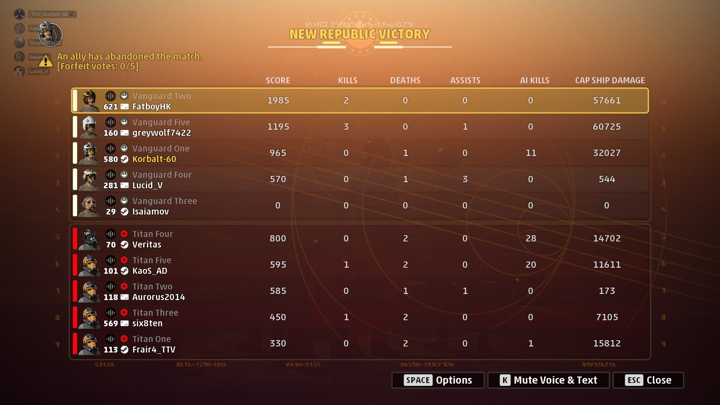 [TFA] Korbalt-60
NEW REPUBLIC VICTORY
An ally has abandoned the match.
[Forfeit votes: 0/5]
Lucid_V
SCORE KILLS DEATHS ASSISTS AI KILLS CAP SHIP DAMAGE
Vanguard Two
621 FatboyHK 1985 2 0 0 0 57661
Vanguard Five
160 greywolf7422 1195 3 0 1 0 60725
Vanguard One
580 Korbalt-60 965 0 1 0 11 32027
Vanguard Four
281 Lucid_V 570 0 1 3 0 544
Vanguard Three
29 Isaiamov 0 0 0 0 0 0
Titan Four
70 Veritas 800 0 2 0 28 14702
Titan Five
101 KaoS_AD 595 1 2 0 20 11611
Titan Two
118 Aurorus2014 585 0 1 1 0 173
Titan Three
569 six8ten 450 1 2 0 0 7105
Titan One
113 Frair4_TTV 330 0 2 0 1 15812
SPACE Options K Mute Voice & Text ESC Close